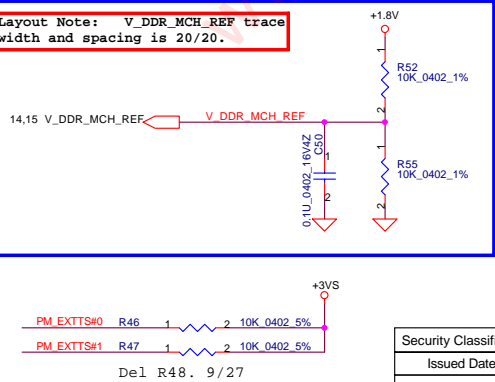 Layout Note: V_DDR_MCH_REF trace
width and spacing is 20/20.
+1.8V
1
R52
10K_0402_1%
2
14,15 V_DDR_MCH_REF
V_DDR_MCH_REF
0.1U_0402_16V4Z
C50
1
2
1
R55
10K_0402_1%
2
+3VS
PM_EXTTS#0 R46 1 2 10K_0402_5%
PM_EXTTS#1 R47 1 2 10K_0402_5%
Del R48. 9/27
Security Classif
Issued Date